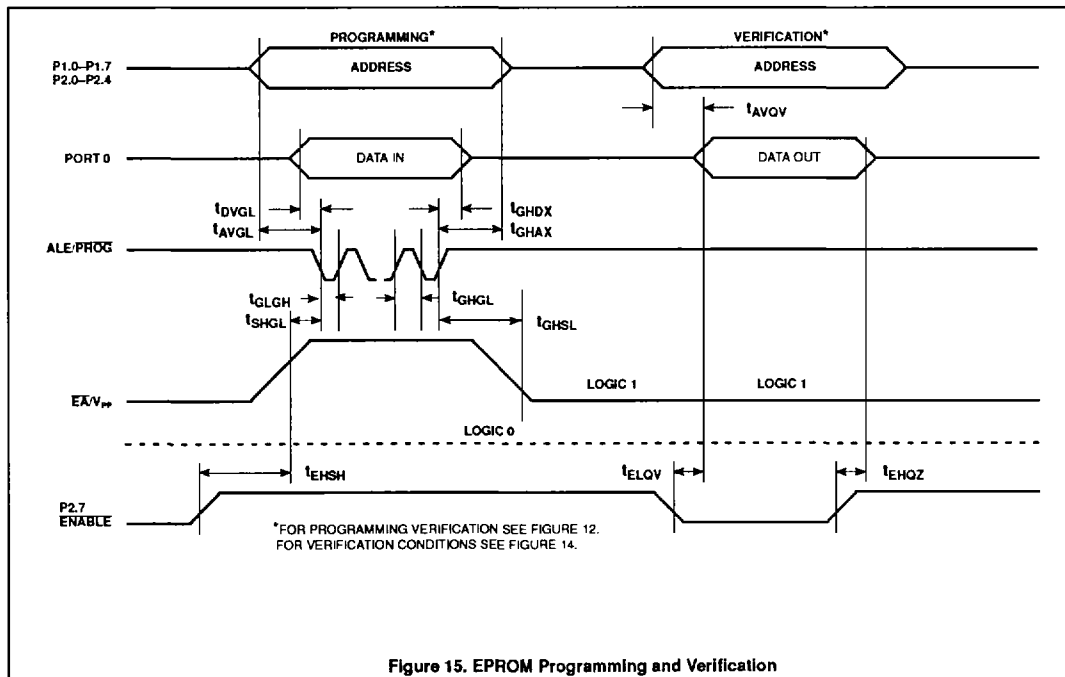 PROGRAMMING*
VERIFICATION*
P1.0–P1.7
P2.0–P2.4
ADDRESS
ADDRESS
tAVQV
PORT 0
DATA IN
DATA OUT
tDVGL
tGHDX
tAVGL
tGHAX
ALE/PROG
tGLGH
tGHGL
tSHGL
tGHSL
LOGIC 1
LOGIC 1
EA/VPP
LOGIC 0
tEHSH
tELQV
tEHQZ
P2.7
ENABLE
*FOR PROGRAMMING VERIFICATION SEE FIGURE 12.
FOR VERIFICATION CONDITIONS SEE FIGURE 14.
Figure 15. EPROM Programming and Verification